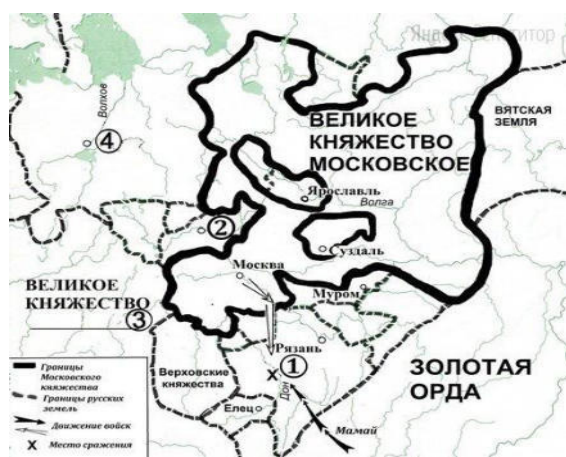 Волхов
④
ВЕЛИКОЕ
КНЯЖЕСТВО
МОСКОВСКОЕ
ВЯТСКАЯ
ЗЕМЛЯ
Ярославль
Волга
②
Суздаль
Москва
ВЕЛИКОЕ
КНЯЖЕСТВО
③
Муром
Рязань
①
Верховские
княжества
ЗОЛОТАЯ
ОРДА
Х
Дон
Елец
Мамай
Границы
Московского
княжества
Границы русских
земель
Движение войск
Х Место сражения